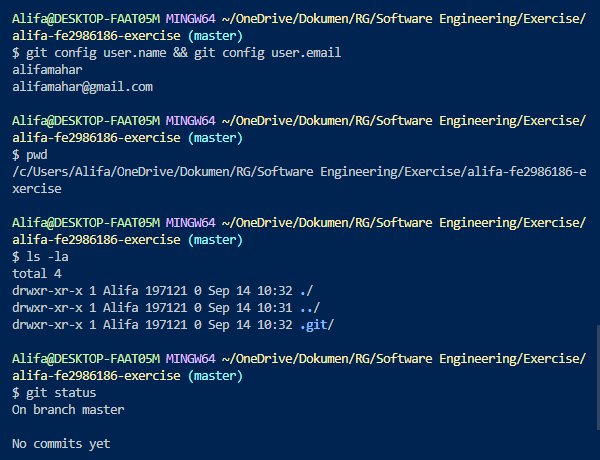 Alifa@DESKTOP-FAAT05M MINGW64 ~/OneDrive/Dokumen/RG/Software Engineering/Exercise/
alifa-fe2986186-exercise (master)
$ git config user.name && git config user.email
alifamahar
alifamahar@gmail.com
Alifa@DESKTOP-FAAT05M MINGW64 ~/OneDrive/Dokumen/RG/Software Engineering/Exercise/
alifa-fe2986186-exercise (master)
$ pwd
/c/Users/Alifa/OneDrive/Dokumen/RG/Software Engineering/Exercise/alifa-fe2986186-e
xercise
Alifa@DESKTOP-FAAT05M MINGW64 ~/OneDrive/Dokumen/RG/Software Engineering/Exercise/
alifa-fe2986186-exercise (master)
$ ls -la
total 4
drwxr-xr-x 1 Alifa 197121 0 Sep 14 10:32 ./
drwxr-xr-x 1 Alifa 197121 0 Sep 14 10:31 ../
drwxr-xr-x 1 Alifa 197121 0 Sep 14 10:32 .git/
Alifa@DESKTOP-FAAT05M MINGW64 ~/OneDrive/Dokumen/RG/Software Engineering/Exercise/
alifa-fe2986186-exercise (master)
$ git status
On branch master
No commits yet